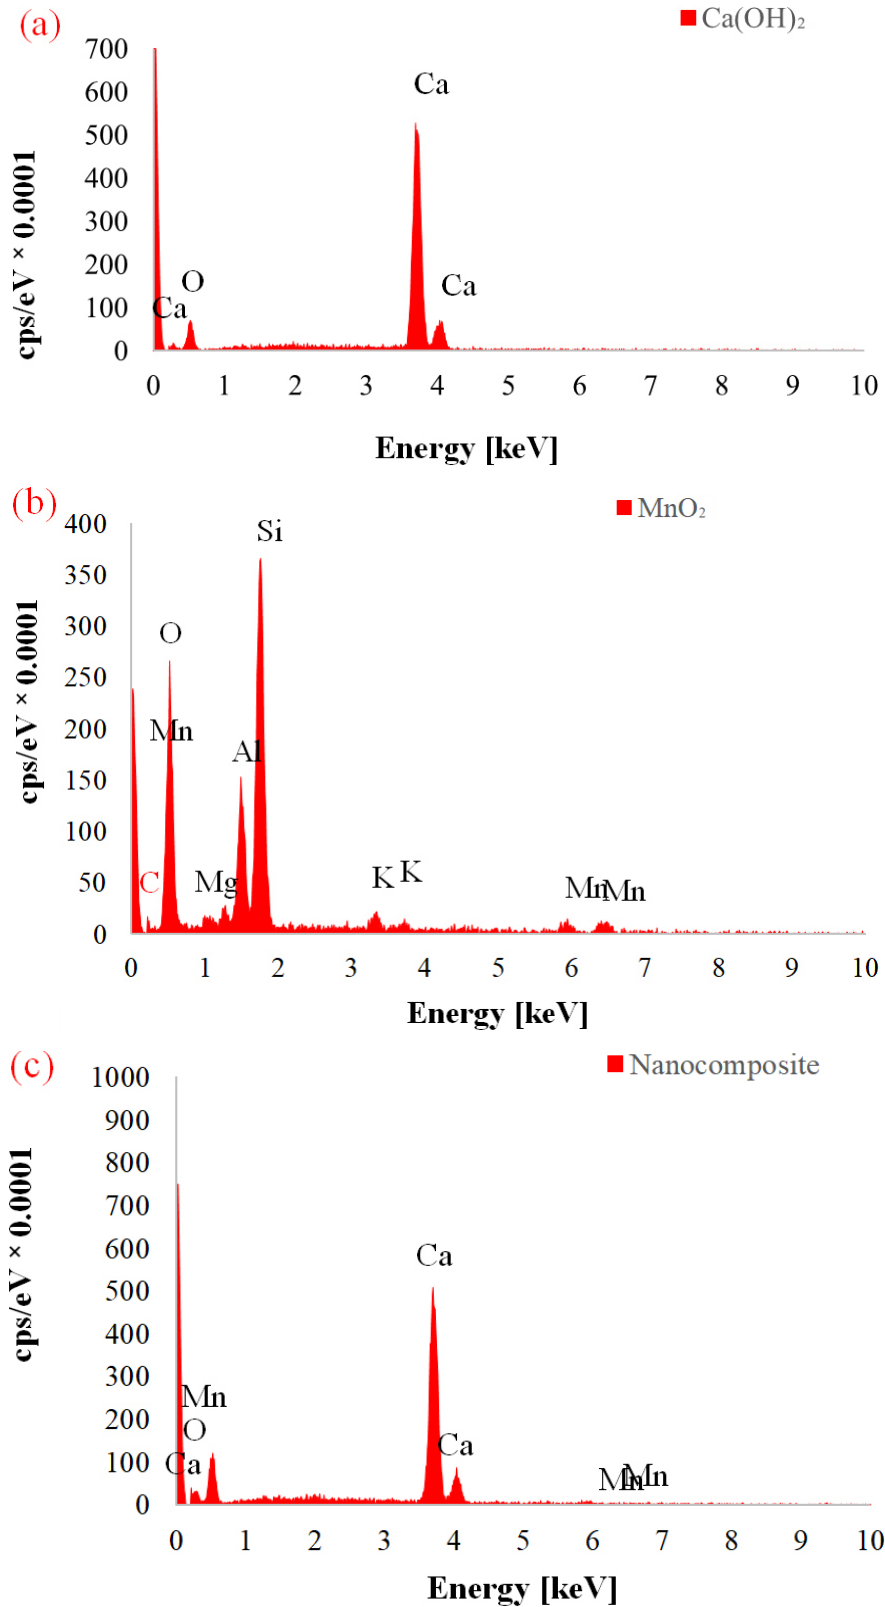 (a)
Ca(OH)₂
700
600
500
400
300
200
100
0
cps/eV × 0.0001
Ca
O
Ca
Ca
0 1 2 3 4 5 6 7 8 9 10
Energy [keV]
(b)
MnO₂
400
350
300
250
200
150
100
50
0
cps/eV × 0.0001
Si
O
Mn
Al
C
Mg
K
K
Mn
Mn
0 1 2 3 4 5 6 7 8 9 10
Energy [keV]
(c)
Nanocomposite
1000
900
800
700
600
500
400
300
200
100
0
cps/eV × 0.0001
Ca
Mn
O
Ca
Ca
Mn
Mn
0 1 2 3 4 5 6 7 8 9 10
Energy [keV]